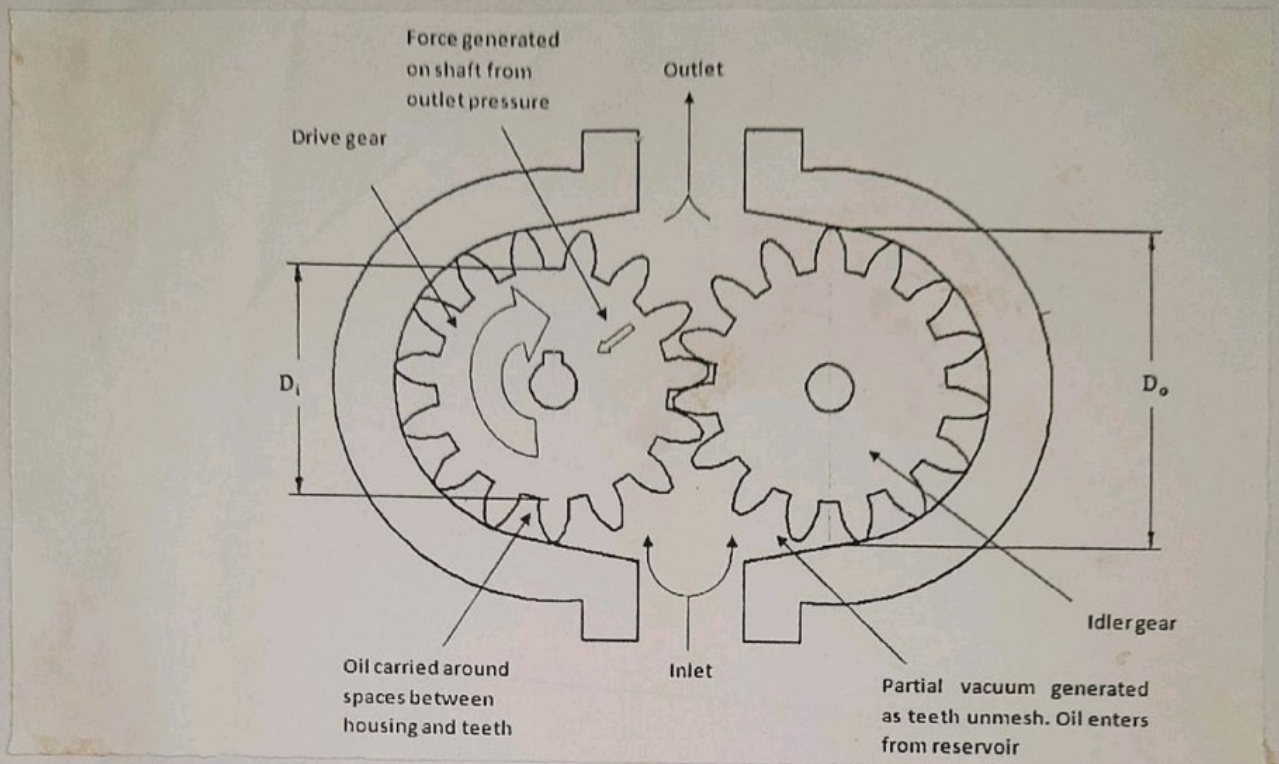 Force generated
on shaft from
outlet pressure
Outlet
Drive gear
Dᵢ
Dₒ
Idler gear
Oil carried around
spaces between
housing and teeth
Inlet
Partial vacuum generated
as teeth unmesh. Oil enters
from reservoir